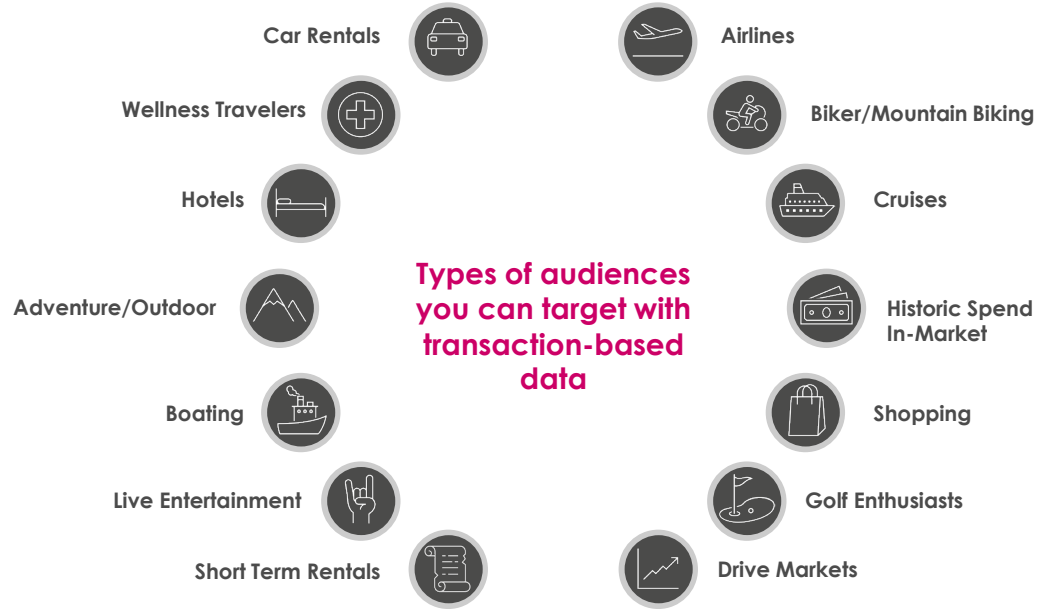 Car Rentals
Airlines
Wellness Travelers
Biker/Mountain Biking
Hotels
Cruises
Types of audiences
you can target with
transaction-based
data
Adventure/Outdoor
Historic Spend
In-Market
Boating
Shopping
Live Entertainment
Golf Enthusiasts
Short Term Rentals
Drive Markets